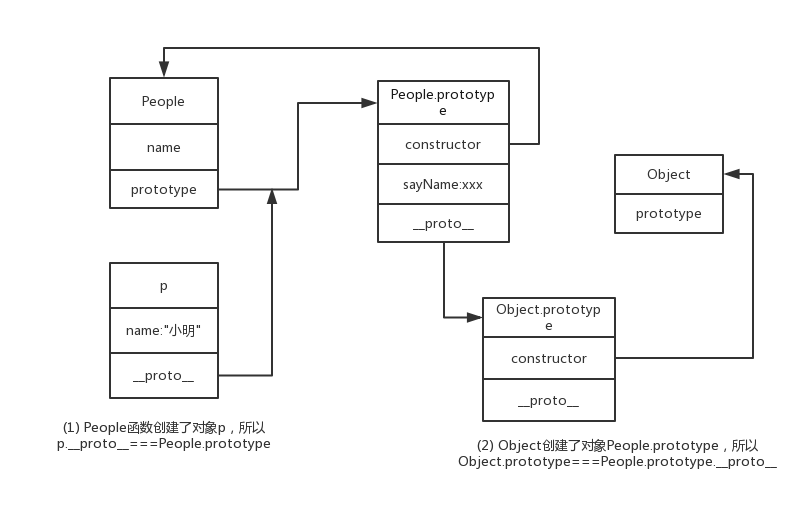 People
name
prototype
People.prototyp
e
constructor
sayName:xxx
__proto__
Object
prototype
p
name:"小明"
__proto__
Object.prototyp
e
constructor
__proto__
(1) People函数创建了对象p，所以
p.__proto__===People.prototype
(2) Object创建了对象People.prototype，所以
Object.prototype===People.prototype.__proto__